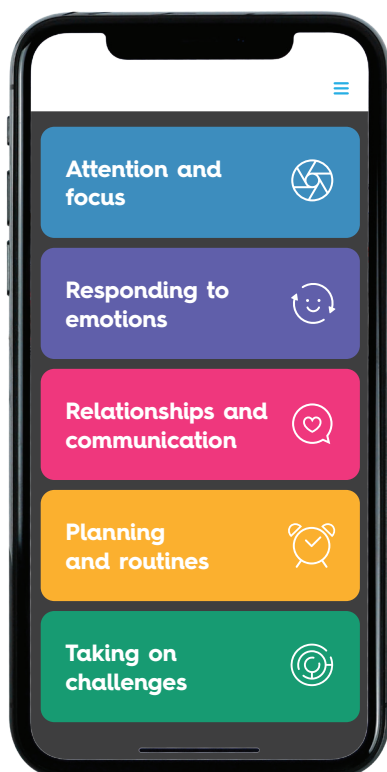 Attention and
focus
Responding to
emotions
Relationships and
communication
Planning
and routines
Taking on
challenges